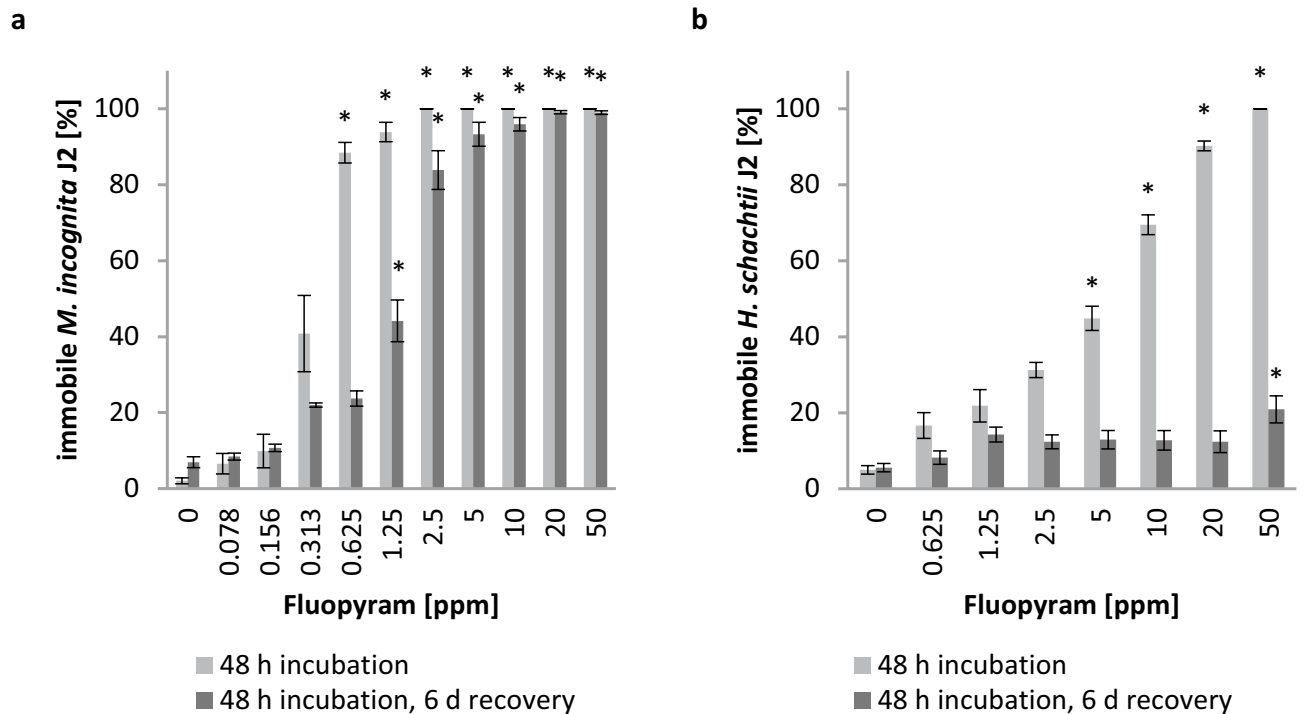 a
immobile M. incognita J2 [%]
100
80
60
40
20
0
* * * * * * * * * * * *
0 0.078 0.156 0.313 0.625 1.25 2.5 5 10 20 50
Fluopyram [ppm]
48 h incubation
48 h incubation, 6 d recovery
b
immobile H. schachtii J2 [%]
100
80
60
40
20
0
* * * * *
0 0.625 1.25 2.5 5 10 20 50
Fluopyram [ppm]
48 h incubation
48 h incubation, 6 d recovery